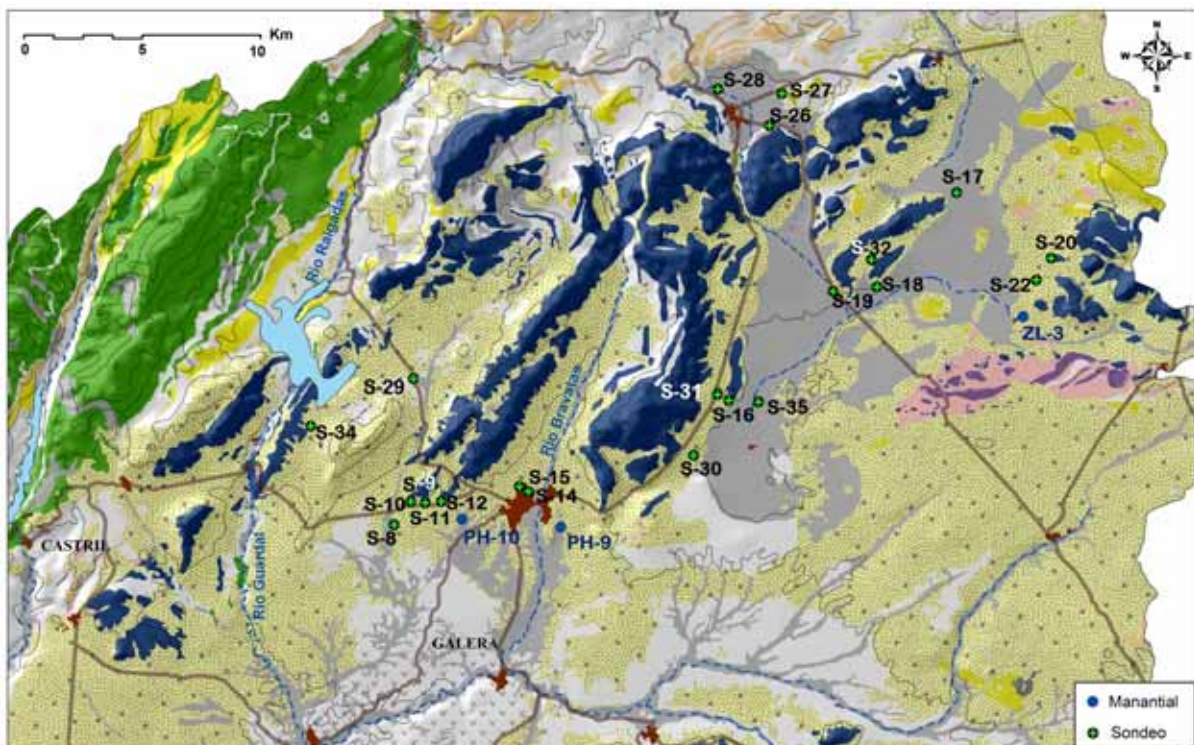 Km
0 5 10
N
W E
S
S-28
S-27
S-26
S-17
Río Raigadas
S-32
S-20
S-18
S-22
S-19
ZL-3
S-29
S-31
S-16
S-35
S-34
Río Bravatas
S-30
S-15
S-9
S-14
S-10
S-12
S-11
S-8
PH-10
PH-9
CASTRIL
Río Guardal
GALERA
Manantial
Sondeo